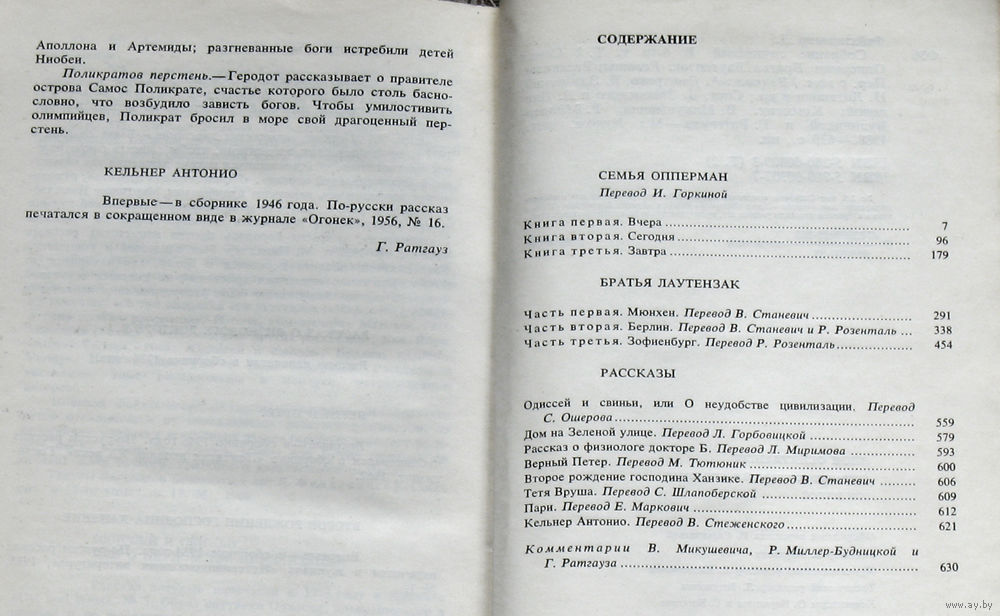 Аполлона и Артемиды; разгневанные боги истребили детей
Ниобеи.
Поликратов перстень.—Геродот рассказывает о правителе
острова Самос Поликрате, счастье которого было столь бас-
нословно, что возбудило зависть богов. Чтобы умилостивить
олимпийцев, Поликрат бросил в море свой драгоценный пер-
стень.
КЕЛЬНЕР АНТОНИО
Впервые—в сборнике 1946 года. По-русски рассказ
печатался в сокращенном виде в журнале «Огонек», 1956, № 16.
Г. Ратгауз
СОДЕРЖАНИЕ
СЕМЬЯ ОППЕРМАН
Перевод И. Горкиной
Книга первая. Вчера ........ 7
Книга вторая. Сегодня ........ 96
Книга третья. Завтра ........ 179
БРАТЬЯ ЛАУТЕНЗАК
Часть первая. Мюнхен. Перевод В. Станевич ........ 291
Часть вторая. Берлин. Перевод В. Станевич и Р. Розенталь ... 338
Часть третья. Зофиенбург. Перевод Р. Розенталь ........ 454
РАССКАЗЫ
Одиссей и свиньи, или О неудобстве цивилизации. Перевод
С. Ошерова ........ 559
Дом на Зеленой улице. Перевод Л. Горбовицкой ........ 579
Рассказ о физиологе докторе Б. Перевод Л. Миримова ........ 593
Верный Петер. Перевод М. Тютюник ........ 600
Второе рождение господина Ханзике. Перевод В. Станевич ........ 606
Тетя Вруша. Перевод С. Шлапоберской ........ 609
Пари. Перевод Е. Маркович ........ 612
Кельнер Антонио. Перевод В. Стеженского ........ 621
Комментарии В. Микушевича, Р. Миллер-Будницкой и
Г. Ратгауза ........ 630
www.ay.by